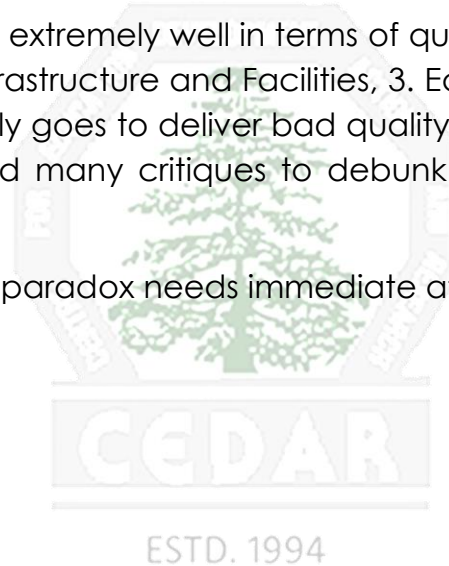 extremely well in terms of qu
rastructure and Facilities, 3. Ec
ly goes to deliver bad quality
d many critiques to debunk
paradox needs immediate a
CEDAR
ESTD. 1994